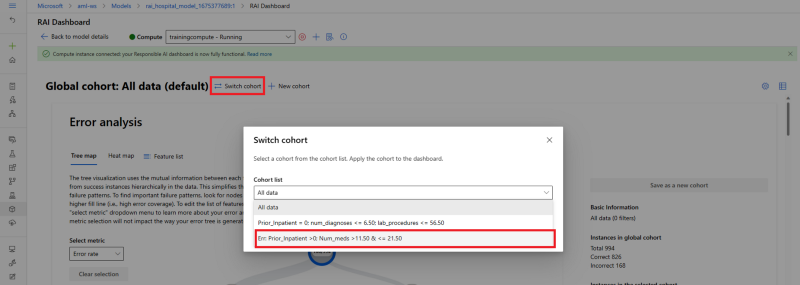 Microsoft > aml-ws > Models > rai_hospital_model_1675377689:1 > RAI Dashboard
RAI Dashboard
Back to model details
Compute
trainingcompute - Running
Compute instance connected: your Responsible AI dashboard is now fully functional. Read more
Global cohort: All data (default)
Switch cohort
New cohort
Error analysis
Tree map
Heat map
Feature list
The tree visualization uses the mutual information between each
from success instances hierarchically in the data. This simplifies th
failure patterns. To find important failure patterns, look for nodes
higher fill line (i.e., high error coverage). To edit the list of feature
"select metric" dropdown menu to learn more about your error a
metric selection will not impact the way your error tree is generat
Select metric
Error rate
Clear selection
Switch cohort
Select a cohort from the cohort list. Apply the cohort to the dashboard.
Cohort list
All data
All data
Prior_Inpatient = 0; num_diagnoses <= 6.50; lab_procedures <= 56.50
Err: Prior_Inpatient >0; Num_meds >11.50 & <= 21.50
Save as a new cohort
Basic Information
All data (0 filters)
Instances in global cohort
Total 994
Correct 826
Incorrect 168
Instances in the selected cohort